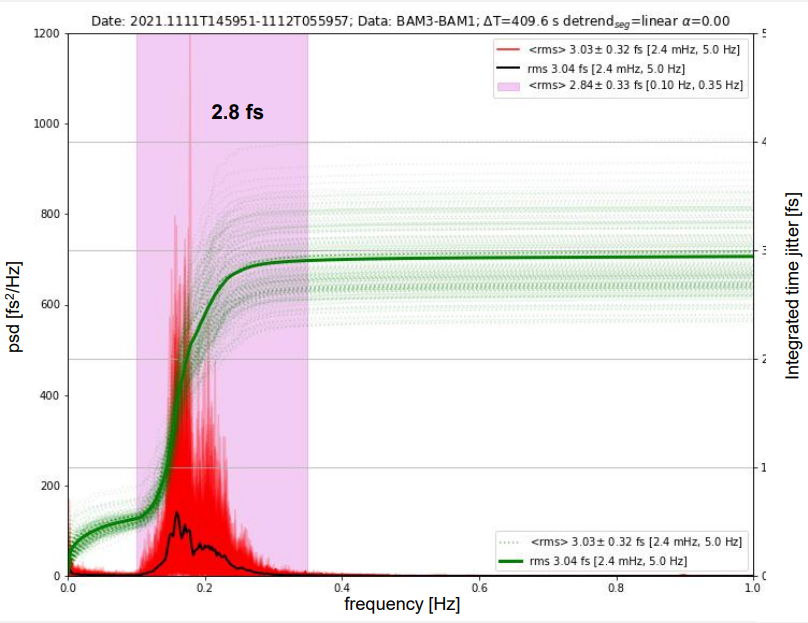 Date: 2021.1111T145951-1112T055957; Data: BAM3-BAM1; ΔT=409.6 s detrend_seg=linear α=0.00
1200
1000
800
600
400
200
0
psd [fs²/Hz]
<rms> 3.03± 0.32 fs [2.4 mHz, 5.0 Hz]
rms 3.04 fs [2.4 mHz, 5.0 Hz]
<rms> 2.84± 0.33 fs [0.10 Hz, 0.35 Hz]
2.8 fs
<rms> 3.03± 0.32 fs [2.4 mHz, 5.0 Hz]
rms 3.04 fs [2.4 mHz, 5.0 Hz]
5
4
3
2
1
0
Integrated time jitter [fs]
0.0 0.2 0.4 0.6 0.8 1.0
frequency [Hz]